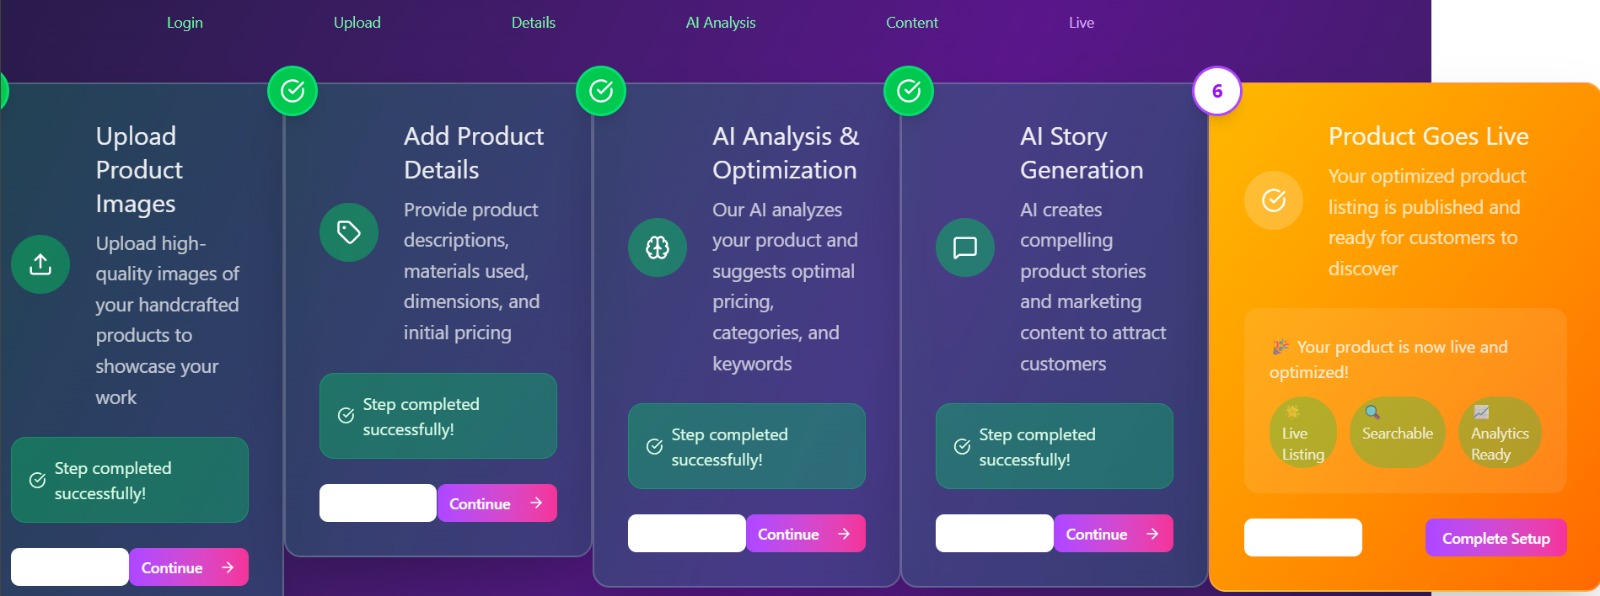 Login
Upload
Details
AI Analysis
Content
Live
Upload
Product
Images
Upload high-
quality images of
your handcrafted
products to
showcase your
work
Step completed
successfully!
Continue
Add Product
Details
Provide product
descriptions,
materials used,
dimensions, and
initial pricing
Step completed
successfully!
Continue
AI Analysis &
Optimization
Our AI analyzes
your product and
suggests optimal
pricing,
categories, and
keywords
Step completed
successfully!
Continue
AI Story
Generation
AI creates
compelling
product stories
and marketing
content to attract
customers
Step completed
successfully!
Continue
6
Product Goes Live
Your optimized product
listing is published and
ready for customers to
discover
🎉 Your product is now live and
optimized!
🌟
Live
Listing
🔍
Searchable
📈
Analytics
Ready
Complete Setup